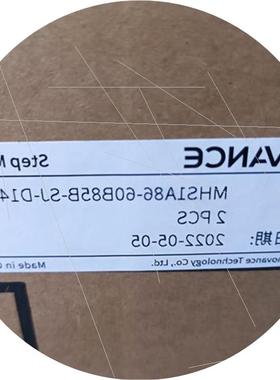 VANCE Step M
MHS1A86-60B85B-SJ-D14
2 PCS
日期: 2022-05-05
ovance Technology Co., Ltd. Made in C